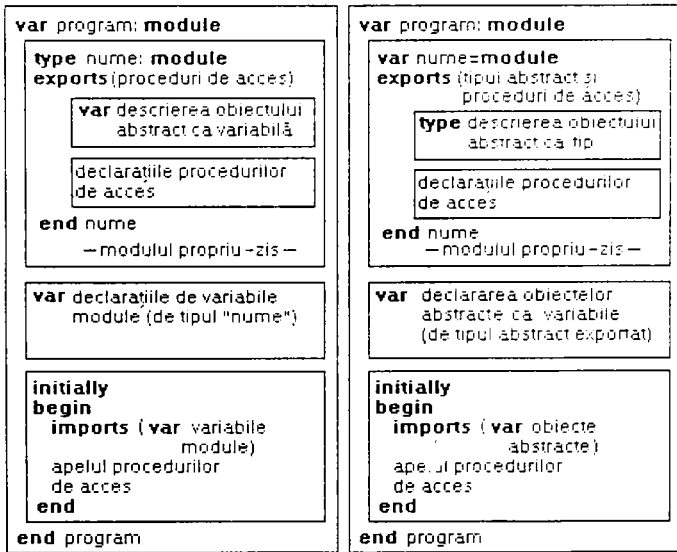 var program: module
type nume: module
exports (proceduri de acces)
var descrierea obiectului
abstract ca variabilă
declarațiile procedurilor
de acces
end nume
—modulul propriu-zis—
var declarațiile de variabile
module (de tipul "nume")
initially
begin
imports (var variabile
module)
apelul procedurilor
de acces
end
end program
var program: module
var nume=module
exports (tipul abstract și
proceduri de acces)
type descrierea obiectului
abstract ca tip
declarațiile procedurilor
de acces
end nume
—modulul propriu-zis—
var declararea obiectelor
abstracte ca variabile
(de tipul abstract exportat)
initially
begin
imports (var obiecte
abstracte)
apelul procedurilor
de acces
end
end program